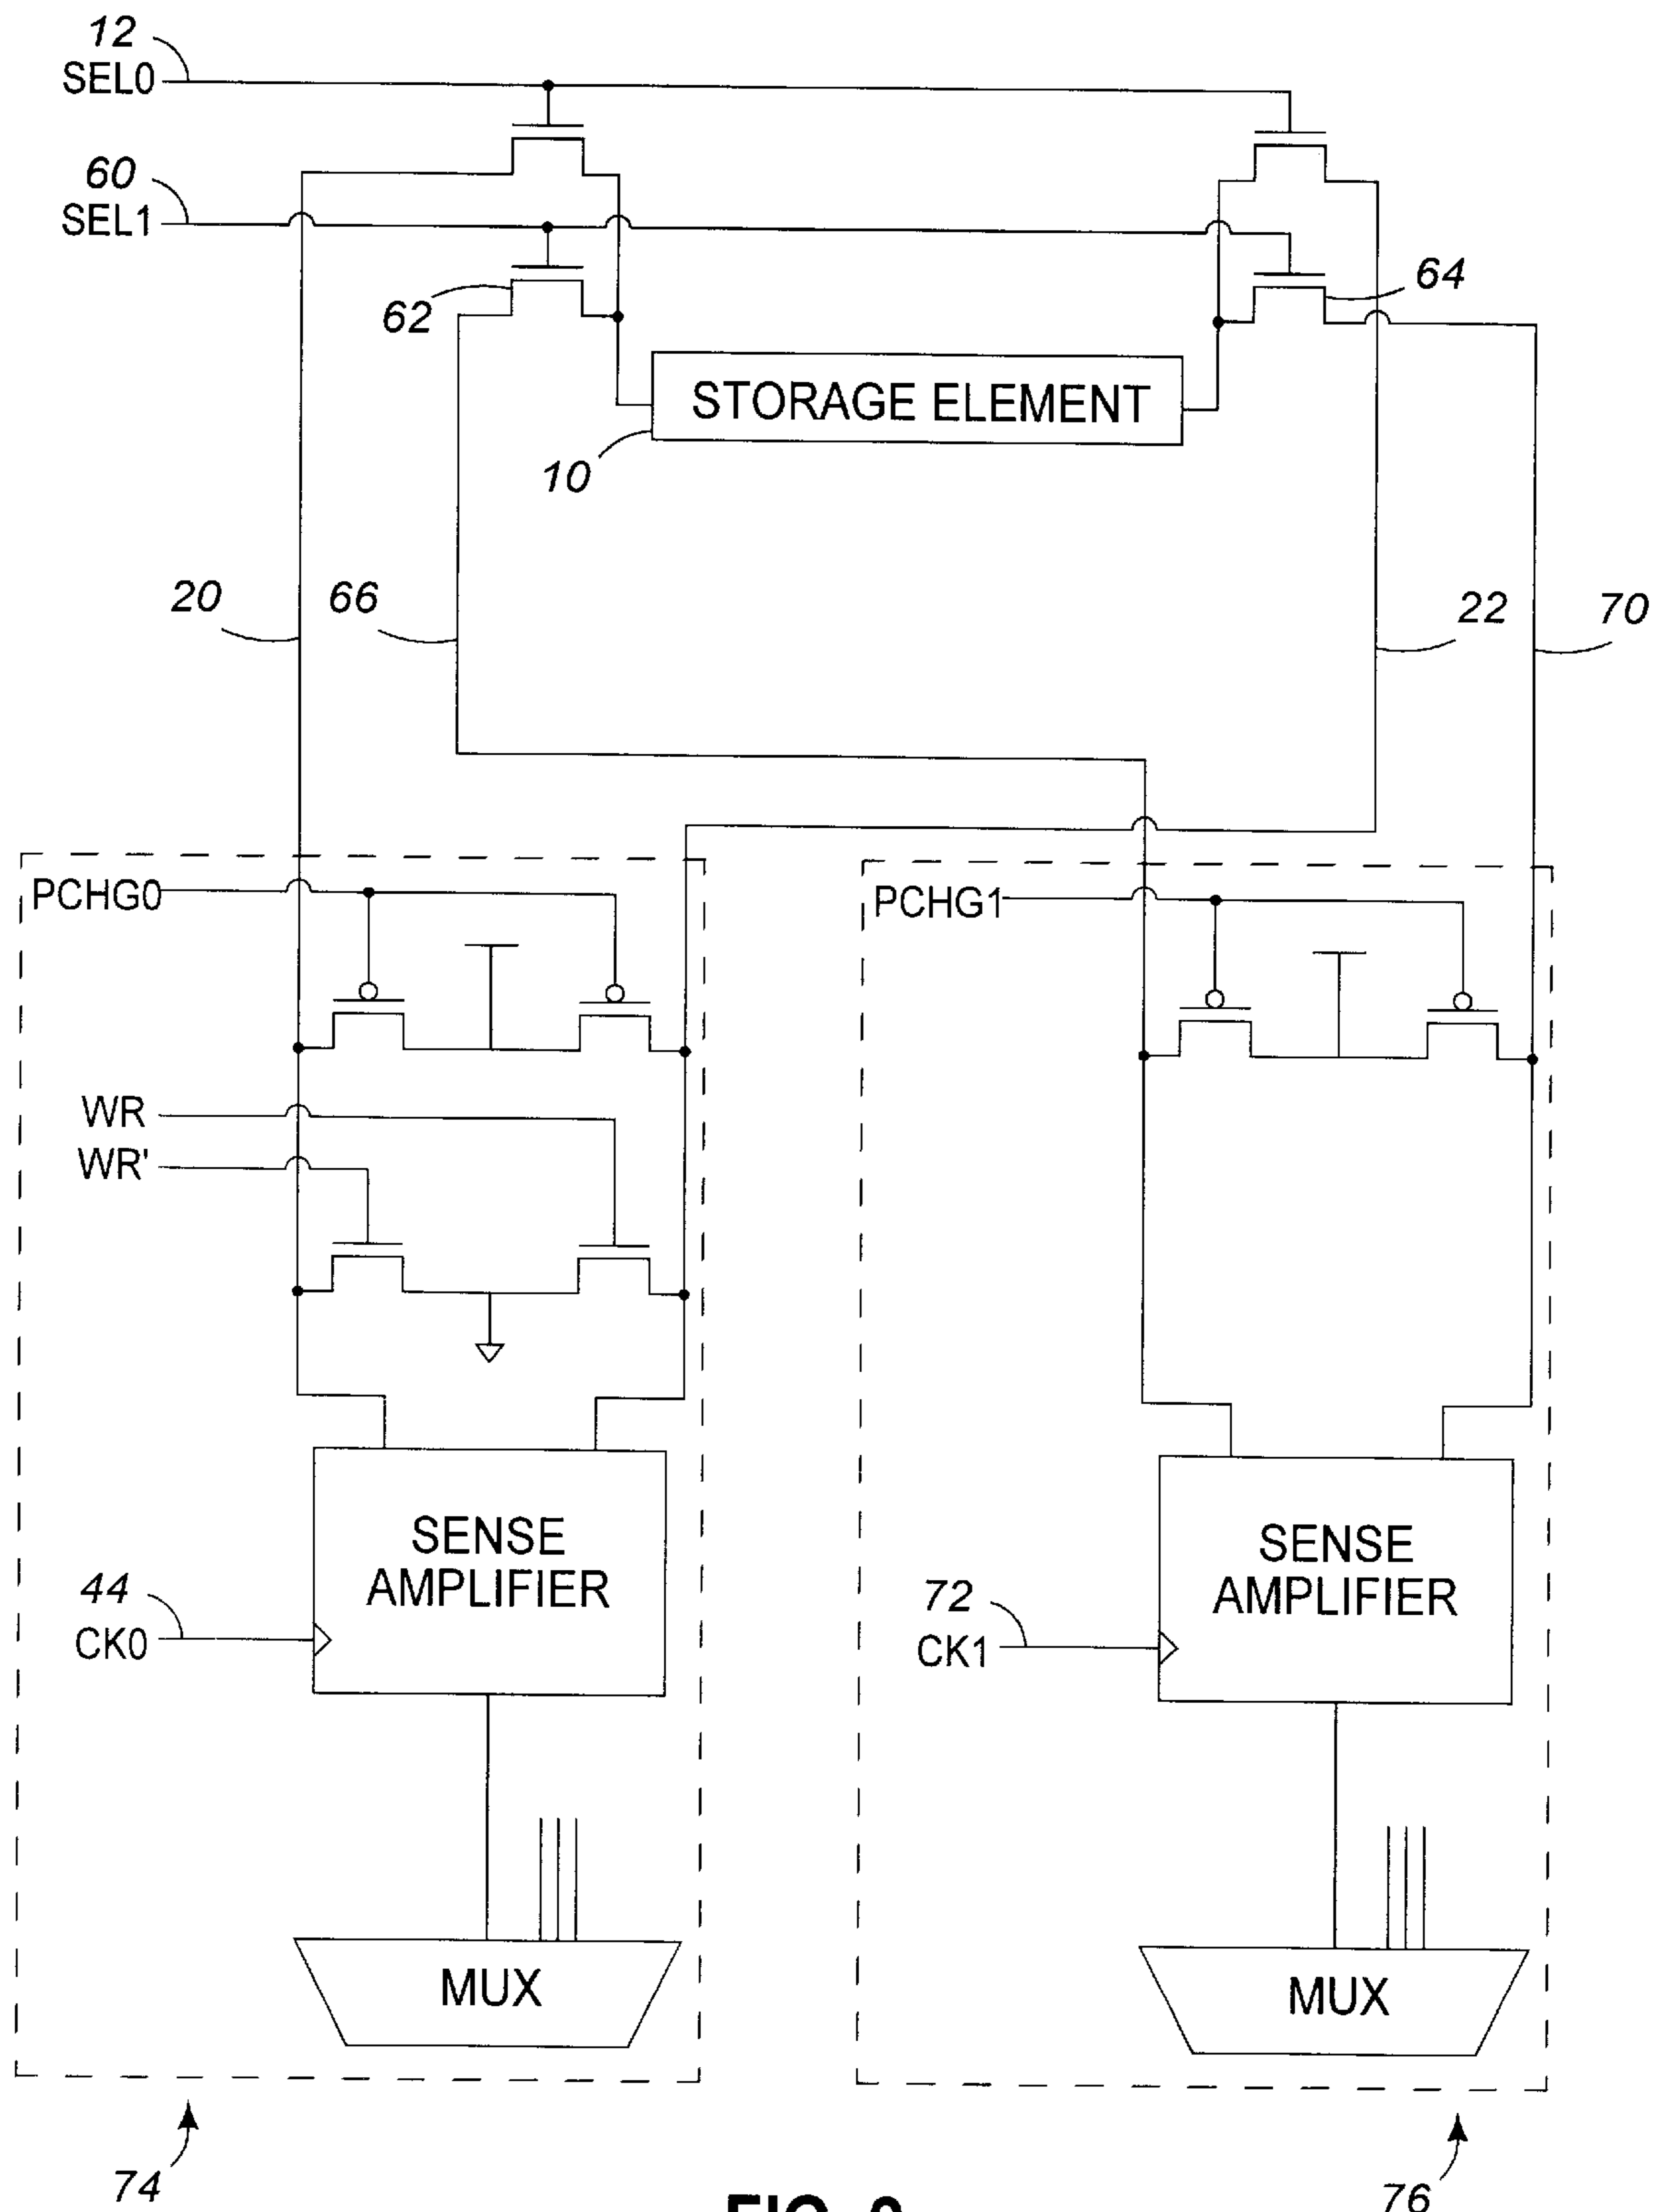 12
SEL0
60
SEL1
62
64
STORAGE ELEMENT
10
20
66
22
70
PCHG0
PCHG1
WR
WR'
SENSE
AMPLIFIER
SENSE
AMPLIFIER
44
CK0
72
CK1
MUX
MUX
74
76